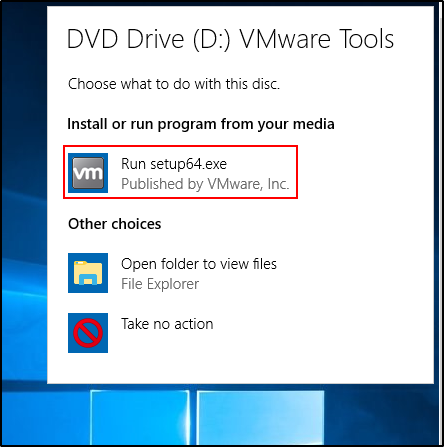 DVD Drive (D:) VMware Tools
Choose what to do with this disc.
Install or run program from your media
vm
Run setup64.exe
Published by VMware, Inc.
Other choices
Open folder to view files
File Explorer
Take no action